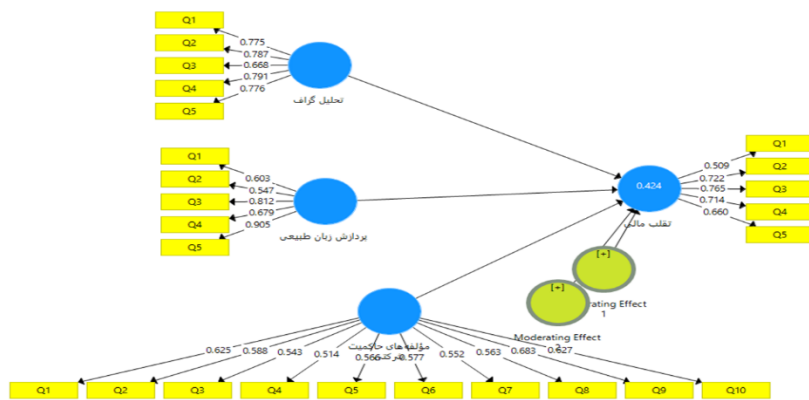 Q1
Q2
Q3
Q4
Q5
0.775
0.787
0.668
0.791
0.776
تحلیل گراف
Q1
Q2
Q3
Q4
Q5
0.603
0.547
0.812
0.679
0.905
پردازش زبان طبیعی
0.424
تقلب مالی
Q1
Q2
Q3
Q4
Q5
0.509
0.722
0.765
0.714
0.660
[+]
rating Effect
1
[+]
Moderating Effect
مؤلفه‌های حاکمیت
0.625
0.588
0.543
0.514
0.566
0.577
0.552
0.563
0.683
0.627
Q1
Q2
Q3
Q4
Q5
Q6
Q7
Q8
Q9
Q10